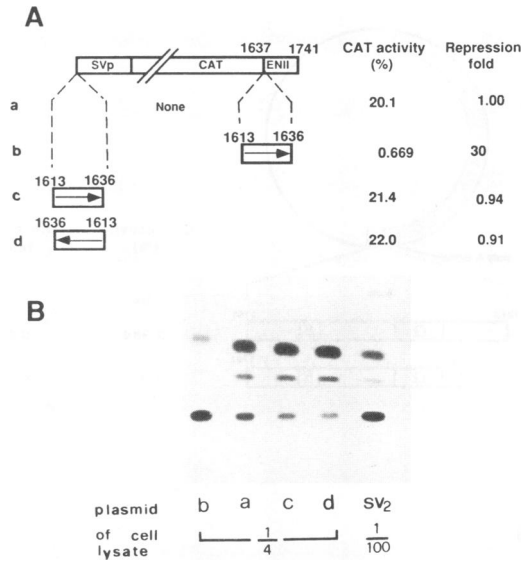 A
1637 1741
SVp CAT ENII
CAT activity (%)
Repression fold
a None 20.1 1.00
1613 1636
b 0.669 30
1613 1636
c 21.4 0.94
1636 1613
d 22.0 0.91
B
plasmid b a c d SV2
of cell lysate 1/4 1/100